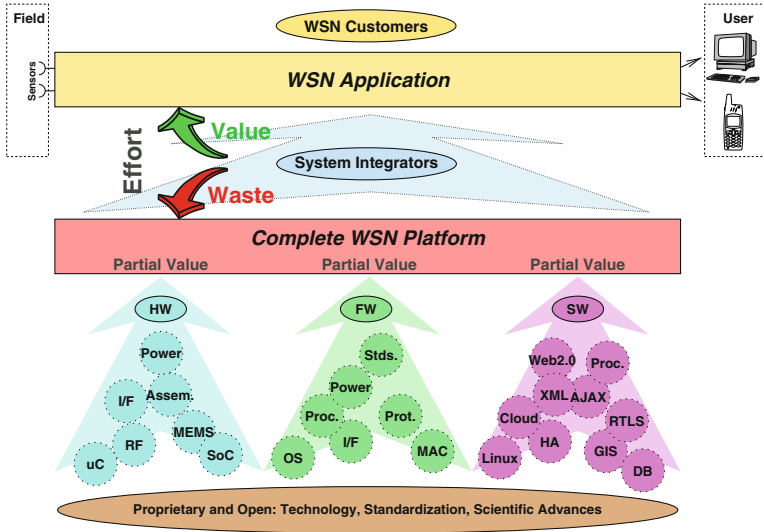 Field
WSN Customers
User
Sensors
WSN Application
Effort
Value
System Integrators
Waste
Complete WSN Platform
Partial Value
Partial Value
Partial Value
HW
FW
SW
Power
Stds.
Web2.0
Proc.
I/F
Assem.
Power
XML
AJAX
RF
MEMS
Proc.
Prot.
Cloud
RTLS
uC
SoC
OS
I/F
MAC
Linux
HA
GIS
DB
Proprietary and Open: Technology, Standardization, Scientific Advances